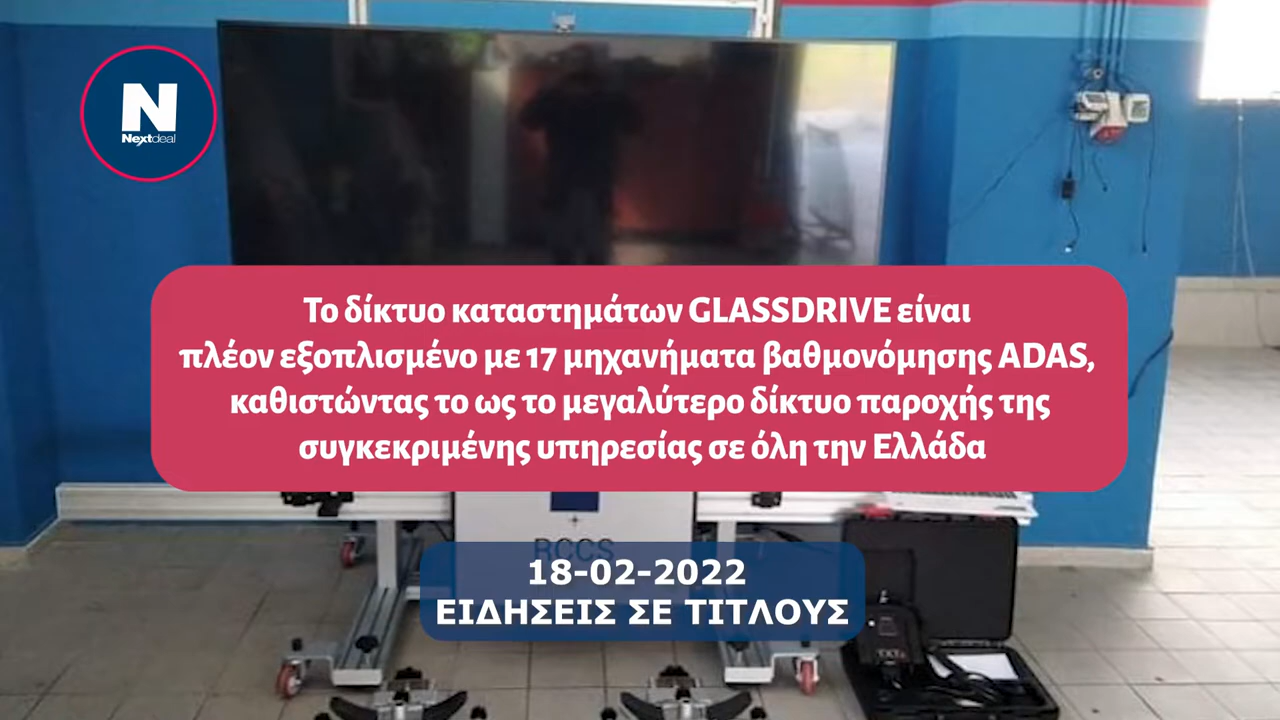 N
Nextdeal
Το δίκτυο καταστημάτων GLASSDRIVE είναι
πλέον εξοπλισμένο με 17 μηχανήματα βαθμονόμησης ADAS,
καθιστώντας το ως το μεγαλύτερο δίκτυο παροχής της
συγκεκριμένης υπηρεσίας σε όλη την Ελλάδα
RCCS
18-02-2022
ΕΙΔΗΣΕΙΣ ΣΕ ΤΙΤΛΟΥΣ